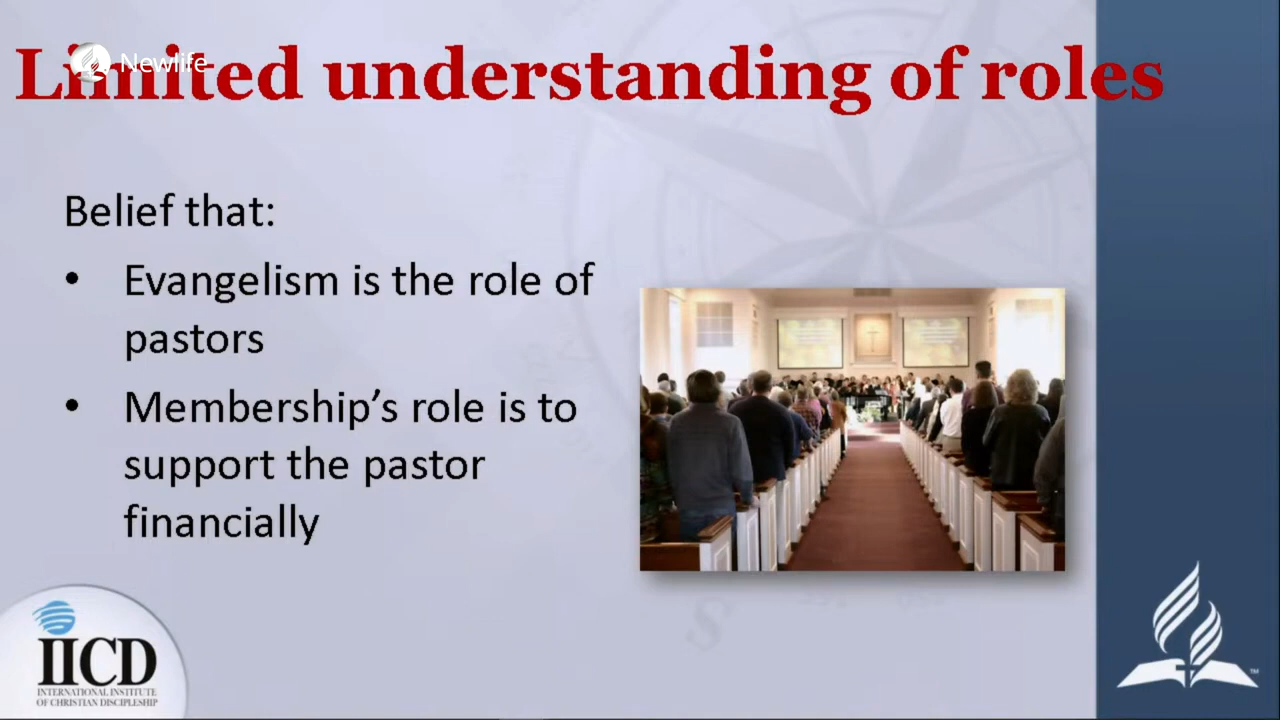 Limited understanding of roles
Newlife
Belief that:
• Evangelism is the role of
pastors
• Membership's role is to
support the pastor
financially
IICD
INTERNATIONAL INSTITUTE
OF CHRISTIAN DISCIPLESHIP
S
TM